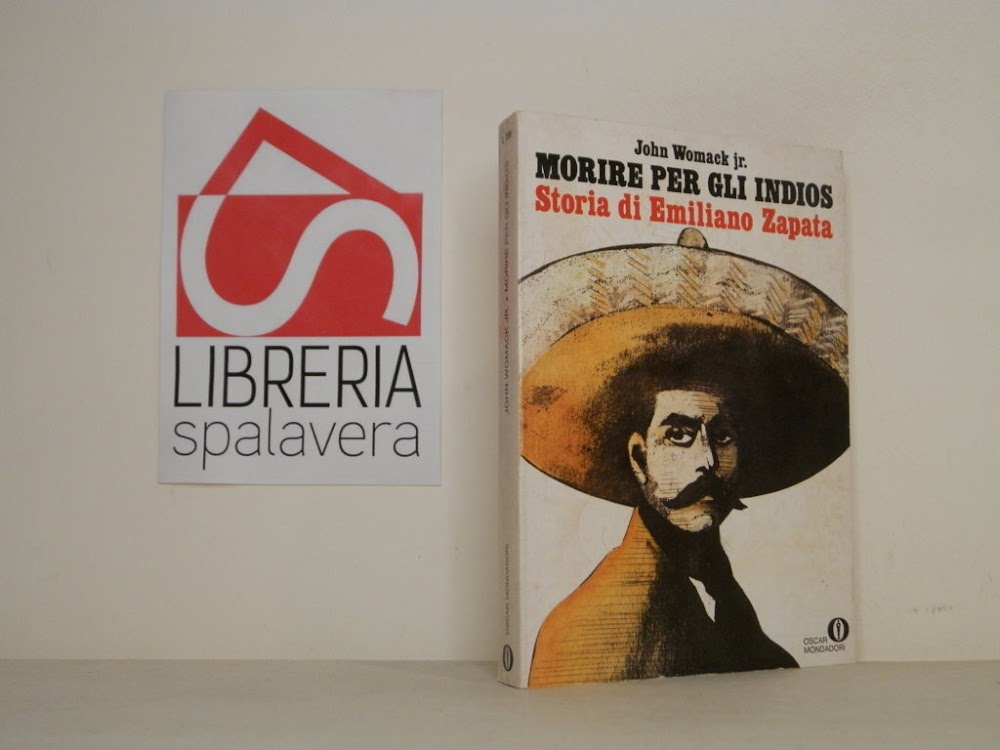 LIBRERIA
spalavera
John Womack jr.
MORIRE PER GLI INDIOS
Storia di Emiliano Zapata
OSCAR
MONDADORI
JOHN WOMACK JR. • MORIRE PER GLI INDIOS
OSCAR MONDADORI